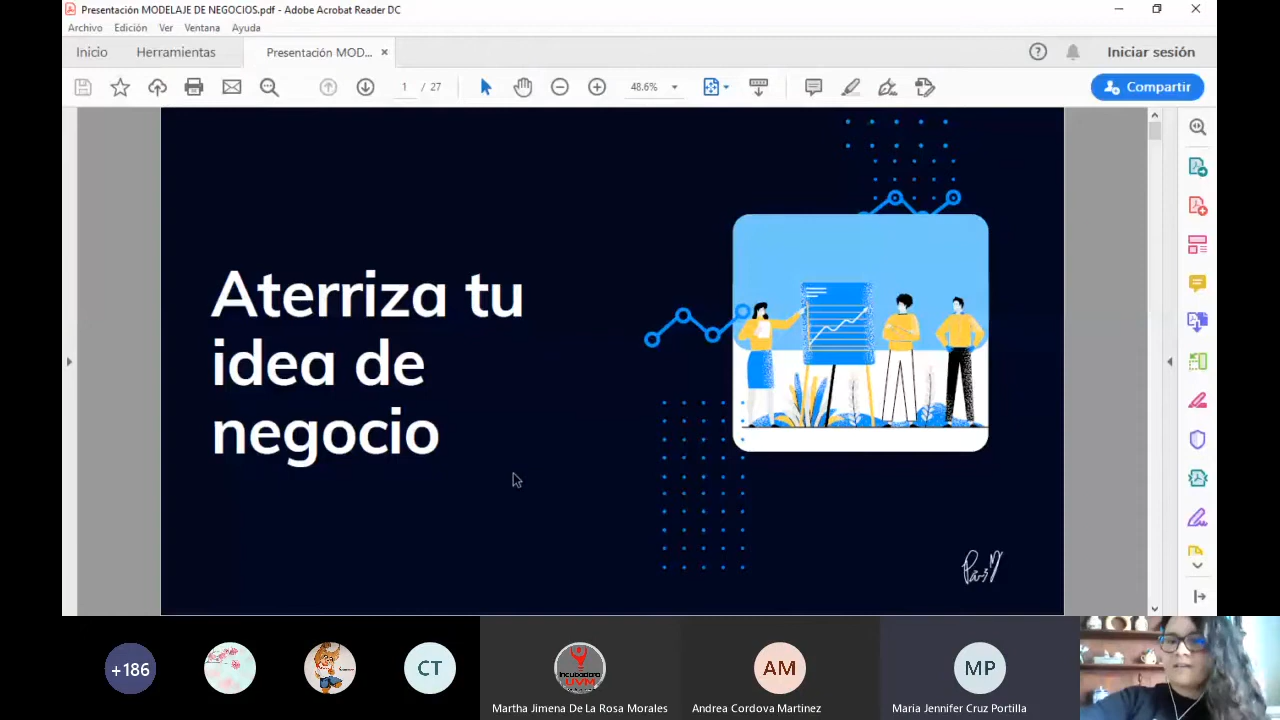 Presentación MODELAJE DE NEGOCIOS.pdf - Adobe Acrobat Reader DC
Archivo Edición Ver Ventana Ayuda
Inicio Herramientas Presentación MOD... ×
Iniciar sesión
1 / 27 48.6% Compartir
Aterriza tu
idea de
negocio
+186 CT AM MP
Incubadora
UVM
Martha Jimena De La Rosa Morales Andrea Cordova Martinez Maria Jennifer Cruz Portilla